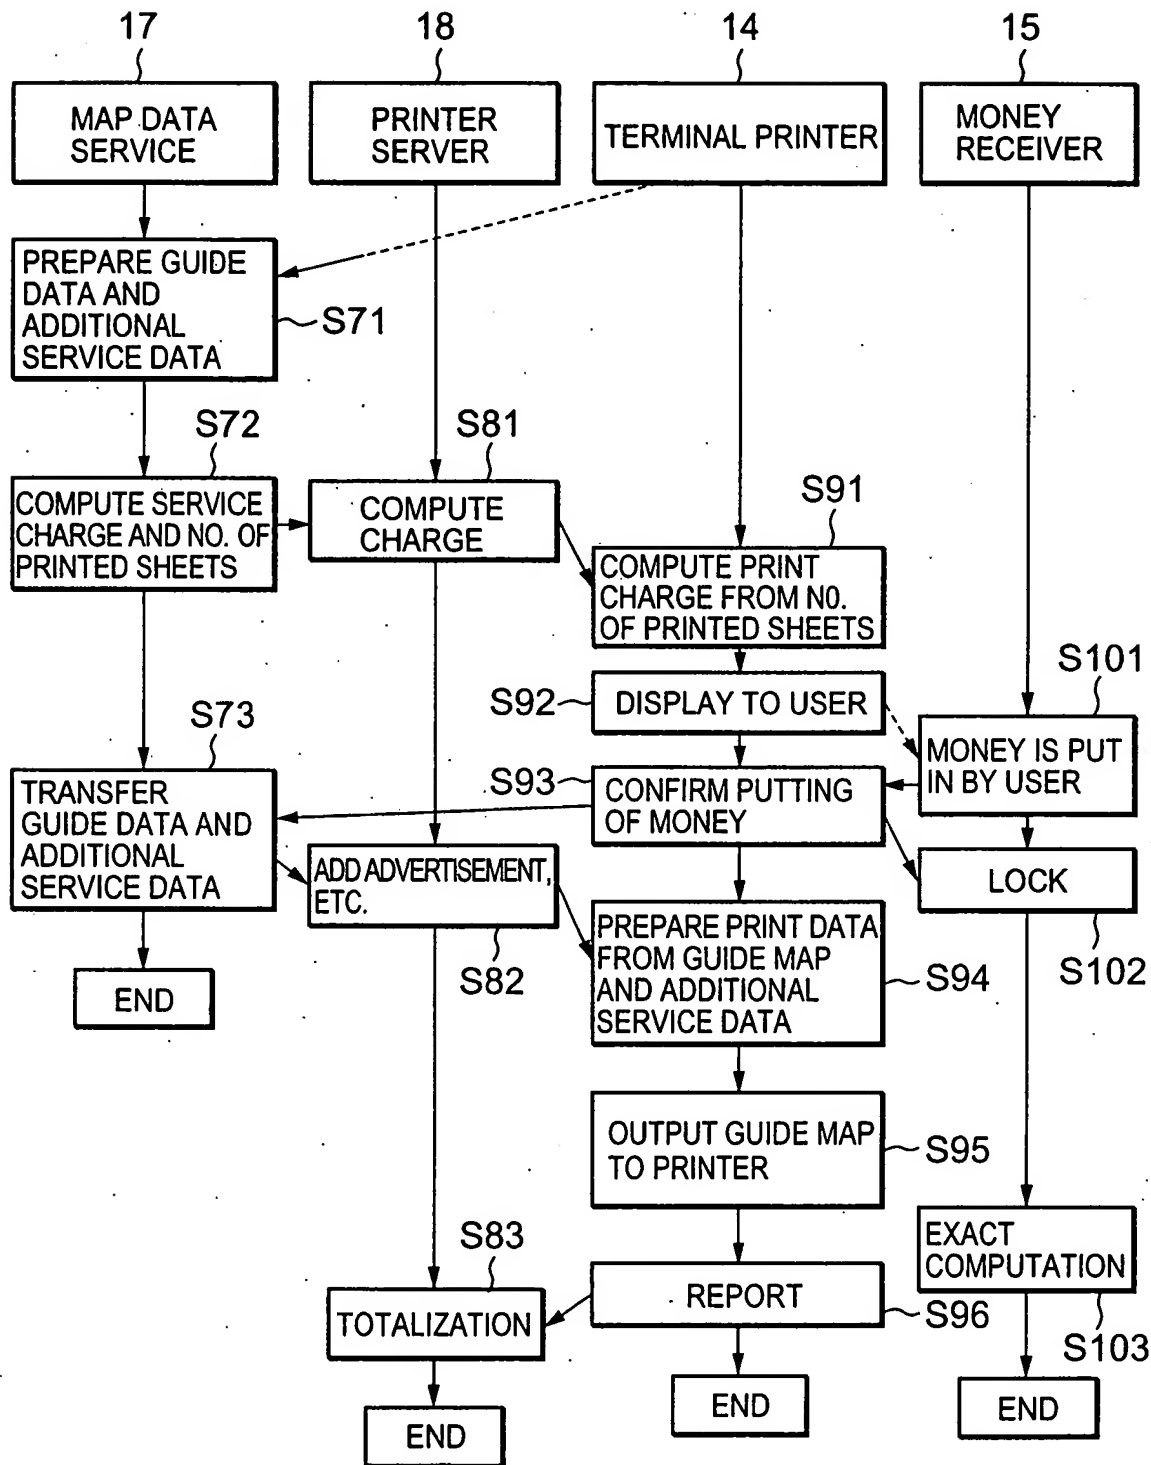 17
18
14
15
MAP DATA
SERVICE
PRINTER
SERVER
TERMINAL PRINTER
MONEY
RECEIVER
PREPARE GUIDE
DATA AND
ADDITIONAL
SERVICE DATA
S71
S72
COMPUTE SERVICE
CHARGE AND NO. OF
PRINTED SHEETS
S81
COMPUTE
CHARGE
S91
COMPUTE PRINT
CHARGE FROM N0.
OF PRINTED SHEETS
S92
DISPLAY TO USER
S101
MONEY IS PUT
IN BY USER
S73
TRANSFER
GUIDE DATA AND
ADDITIONAL
SERVICE DATA
S93
CONFIRM PUTTING
OF MONEY
ADD ADVERTISEMENT,
ETC.
S82
LOCK
S102
END
PREPARE PRINT DATA
FROM GUIDE MAP
AND ADDITIONAL
SERVICE DATA
S94
OUTPUT GUIDE MAP
TO PRINTER
S95
S83
TOTALIZATION
REPORT
S96
EXACT
COMPUTATION
S103
END
END
END